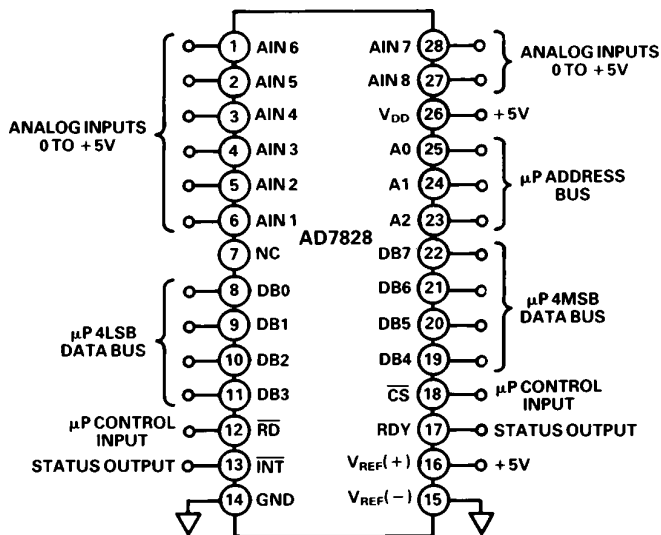 ANALOG INPUTS
0 TO +5V
1 AIN 6
2 AIN 5
3 AIN 4
4 AIN 3
5 AIN 2
6 AIN 1
7 NC
μP 4LSB
DATA BUS
8 DB0
9 DB1
10 DB2
11 DB3
μP CONTROL
INPUT
12 R̅D̅
STATUS OUTPUT
13 I̅N̅T̅
14 GND
AD7828
AIN 7 28
AIN 8 27
ANALOG INPUTS
0 TO +5V
VDD 26 +5V
A0 25
A1 24
A2 23
μP ADDRESS
BUS
DB7 22
DB6 21
DB5 20
DB4 19
μP 4MSB
DATA BUS
C̅S̅ 18
μP CONTROL
INPUT
RDY 17 STATUS OUTPUT
VREF(+) 16 +5V
VREF(−) 15